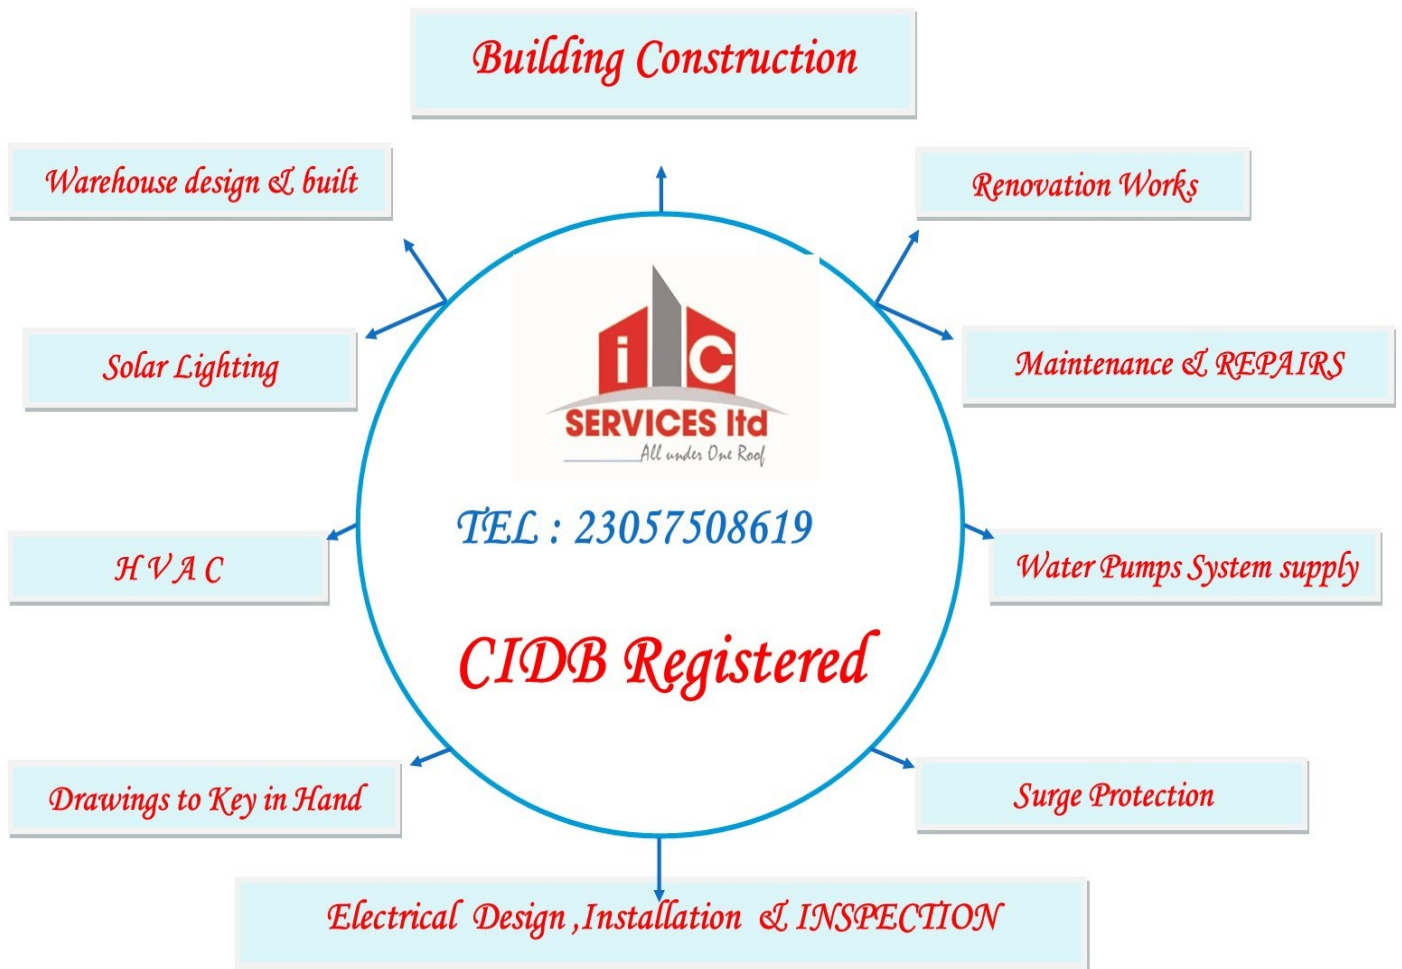 Building Construction
Warehouse design & built
Renovation Works
Solar Lighting
Maintenance & REPAIRS
i C
SERVICES ltd
All under One Roof
TEL : 23057508619
H V A C
Water Pumps System supply
CIDB Registered
Drawings to Key in Hand
Surge Protection
Electrical Design ,Installation & INSPECTION